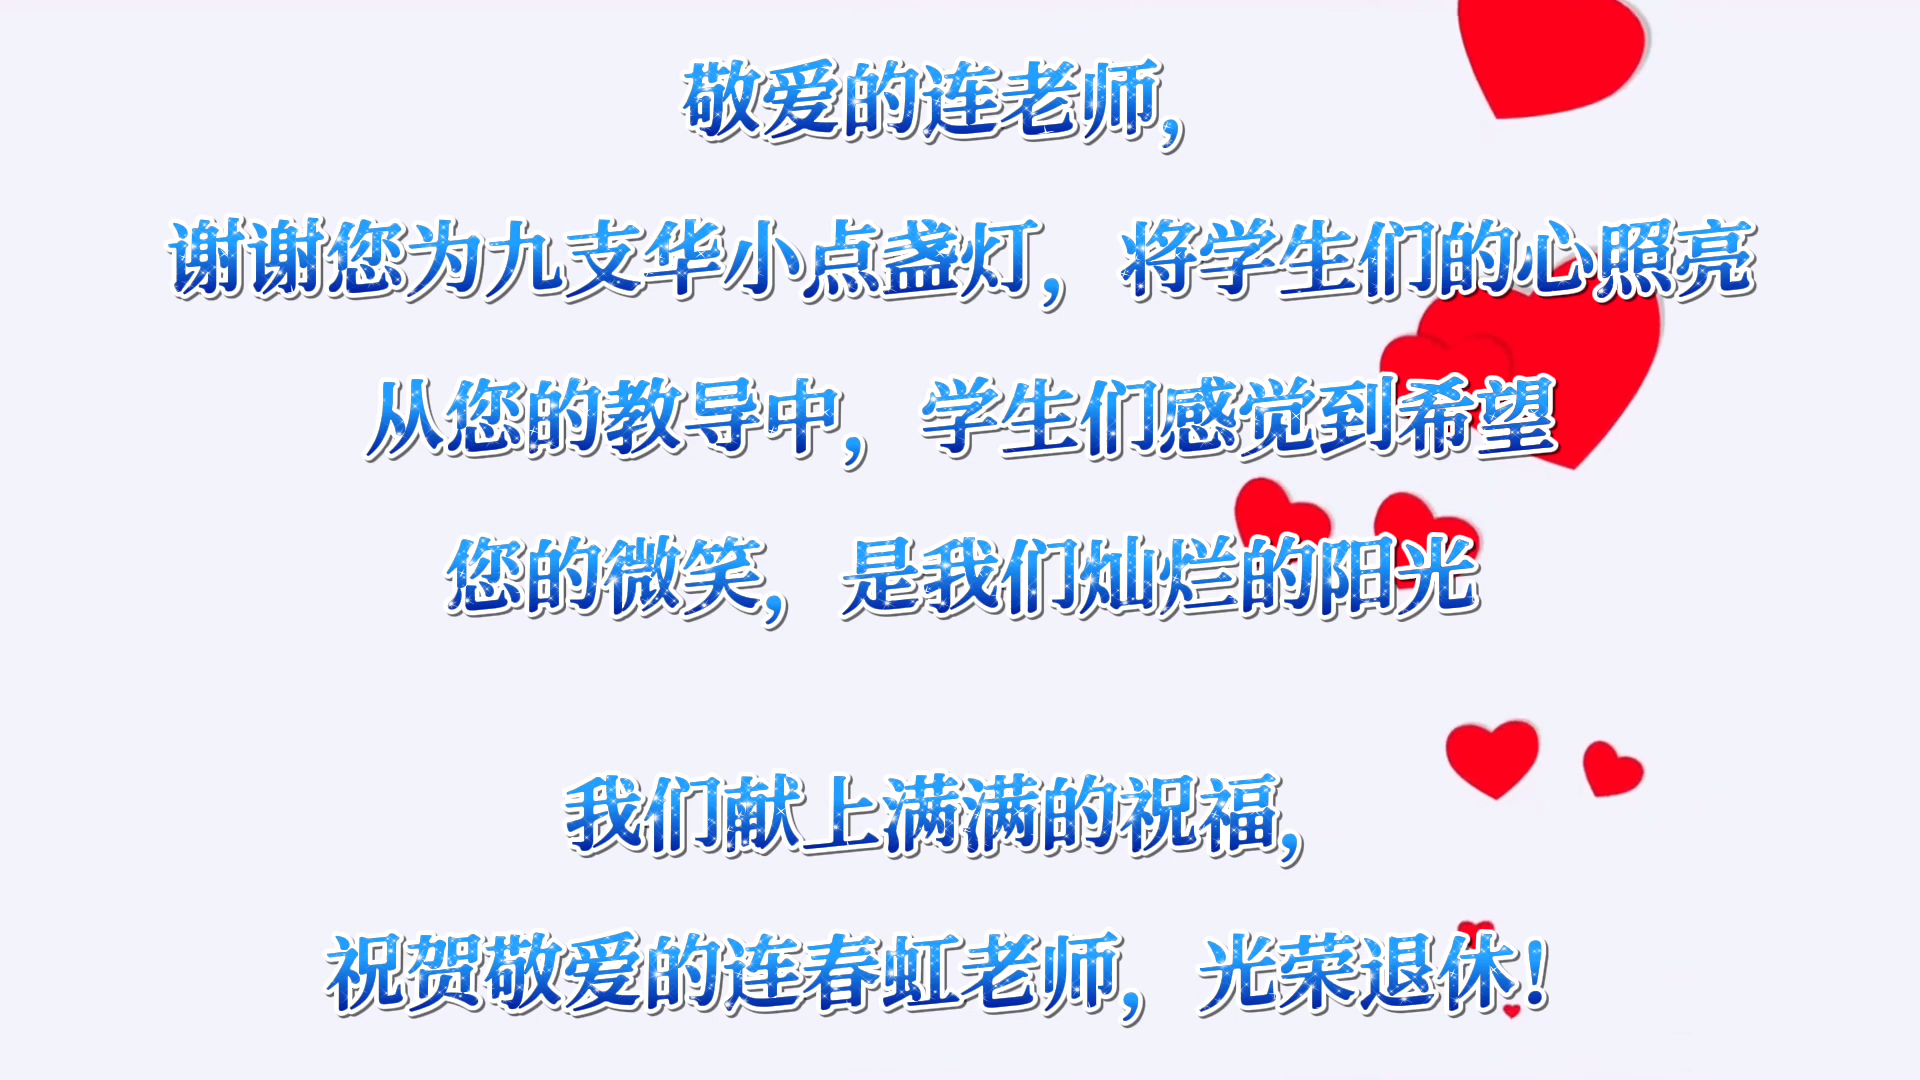 敬爱的连老师，
谢谢您为九支华小点盏灯，将学生们的心照亮
从您的教导中，学生们感觉到希望
您的微笑，是我们灿烂的阳光
我们献上满满的祝福，
祝贺敬爱的连春虹老师，光荣退休！